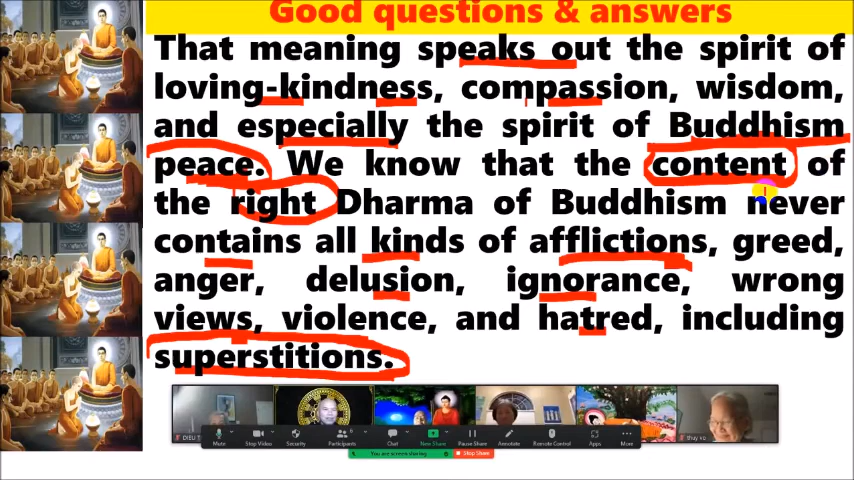 Good questions & answers
That meaning speaks out the spirit of
loving-kindness, compassion, wisdom,
and especially the spirit of Buddhism
peace. We know that the content of
the right Dharma of Buddhism never
contains all kinds of afflictions, greed,
anger, delusion, ignorance, wrong
views, violence, and hatred, including
superstitions.
thuy vo
Mute Stop Video Security Participants Chat New Share Pause Share Annotate Remote Control Apps More
You are screen sharing Stop Share